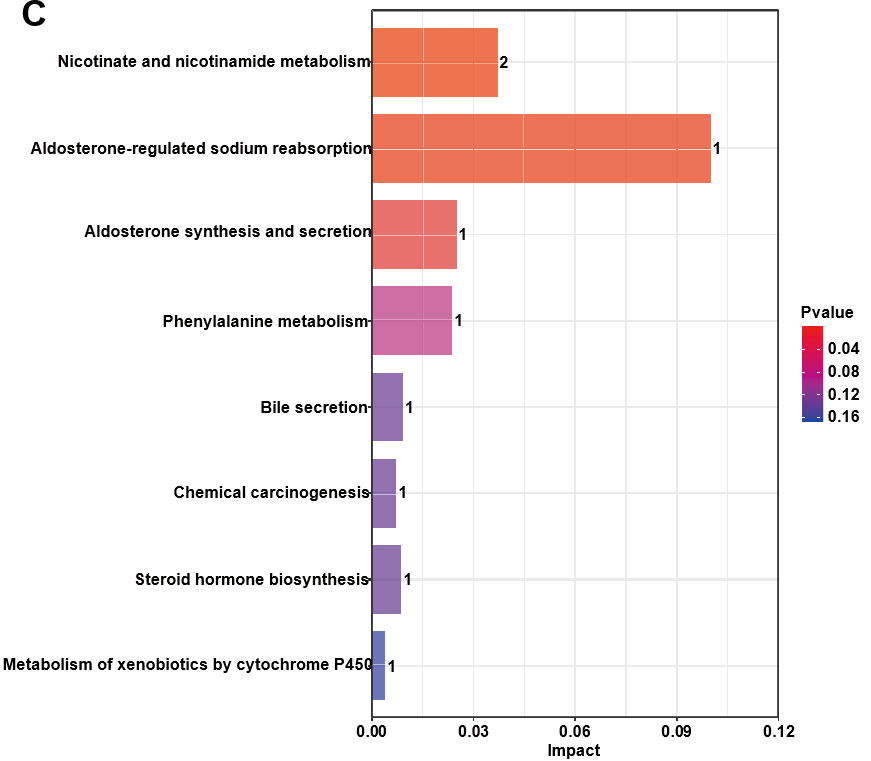 C
Nicotinate and nicotinamide metabolism 2
Aldosterone-regulated sodium reabsorption 1
Aldosterone synthesis and secretion 1
Phenylalanine metabolism 1
Bile secretion 1
Chemical carcinogenesis 1
Steroid hormone biosynthesis 1
Metabolism of xenobiotics by cytochrome P450 1
0.00 0.03 0.06 0.09 0.12
Impact
Pvalue
0.04
0.08
0.12
0.16